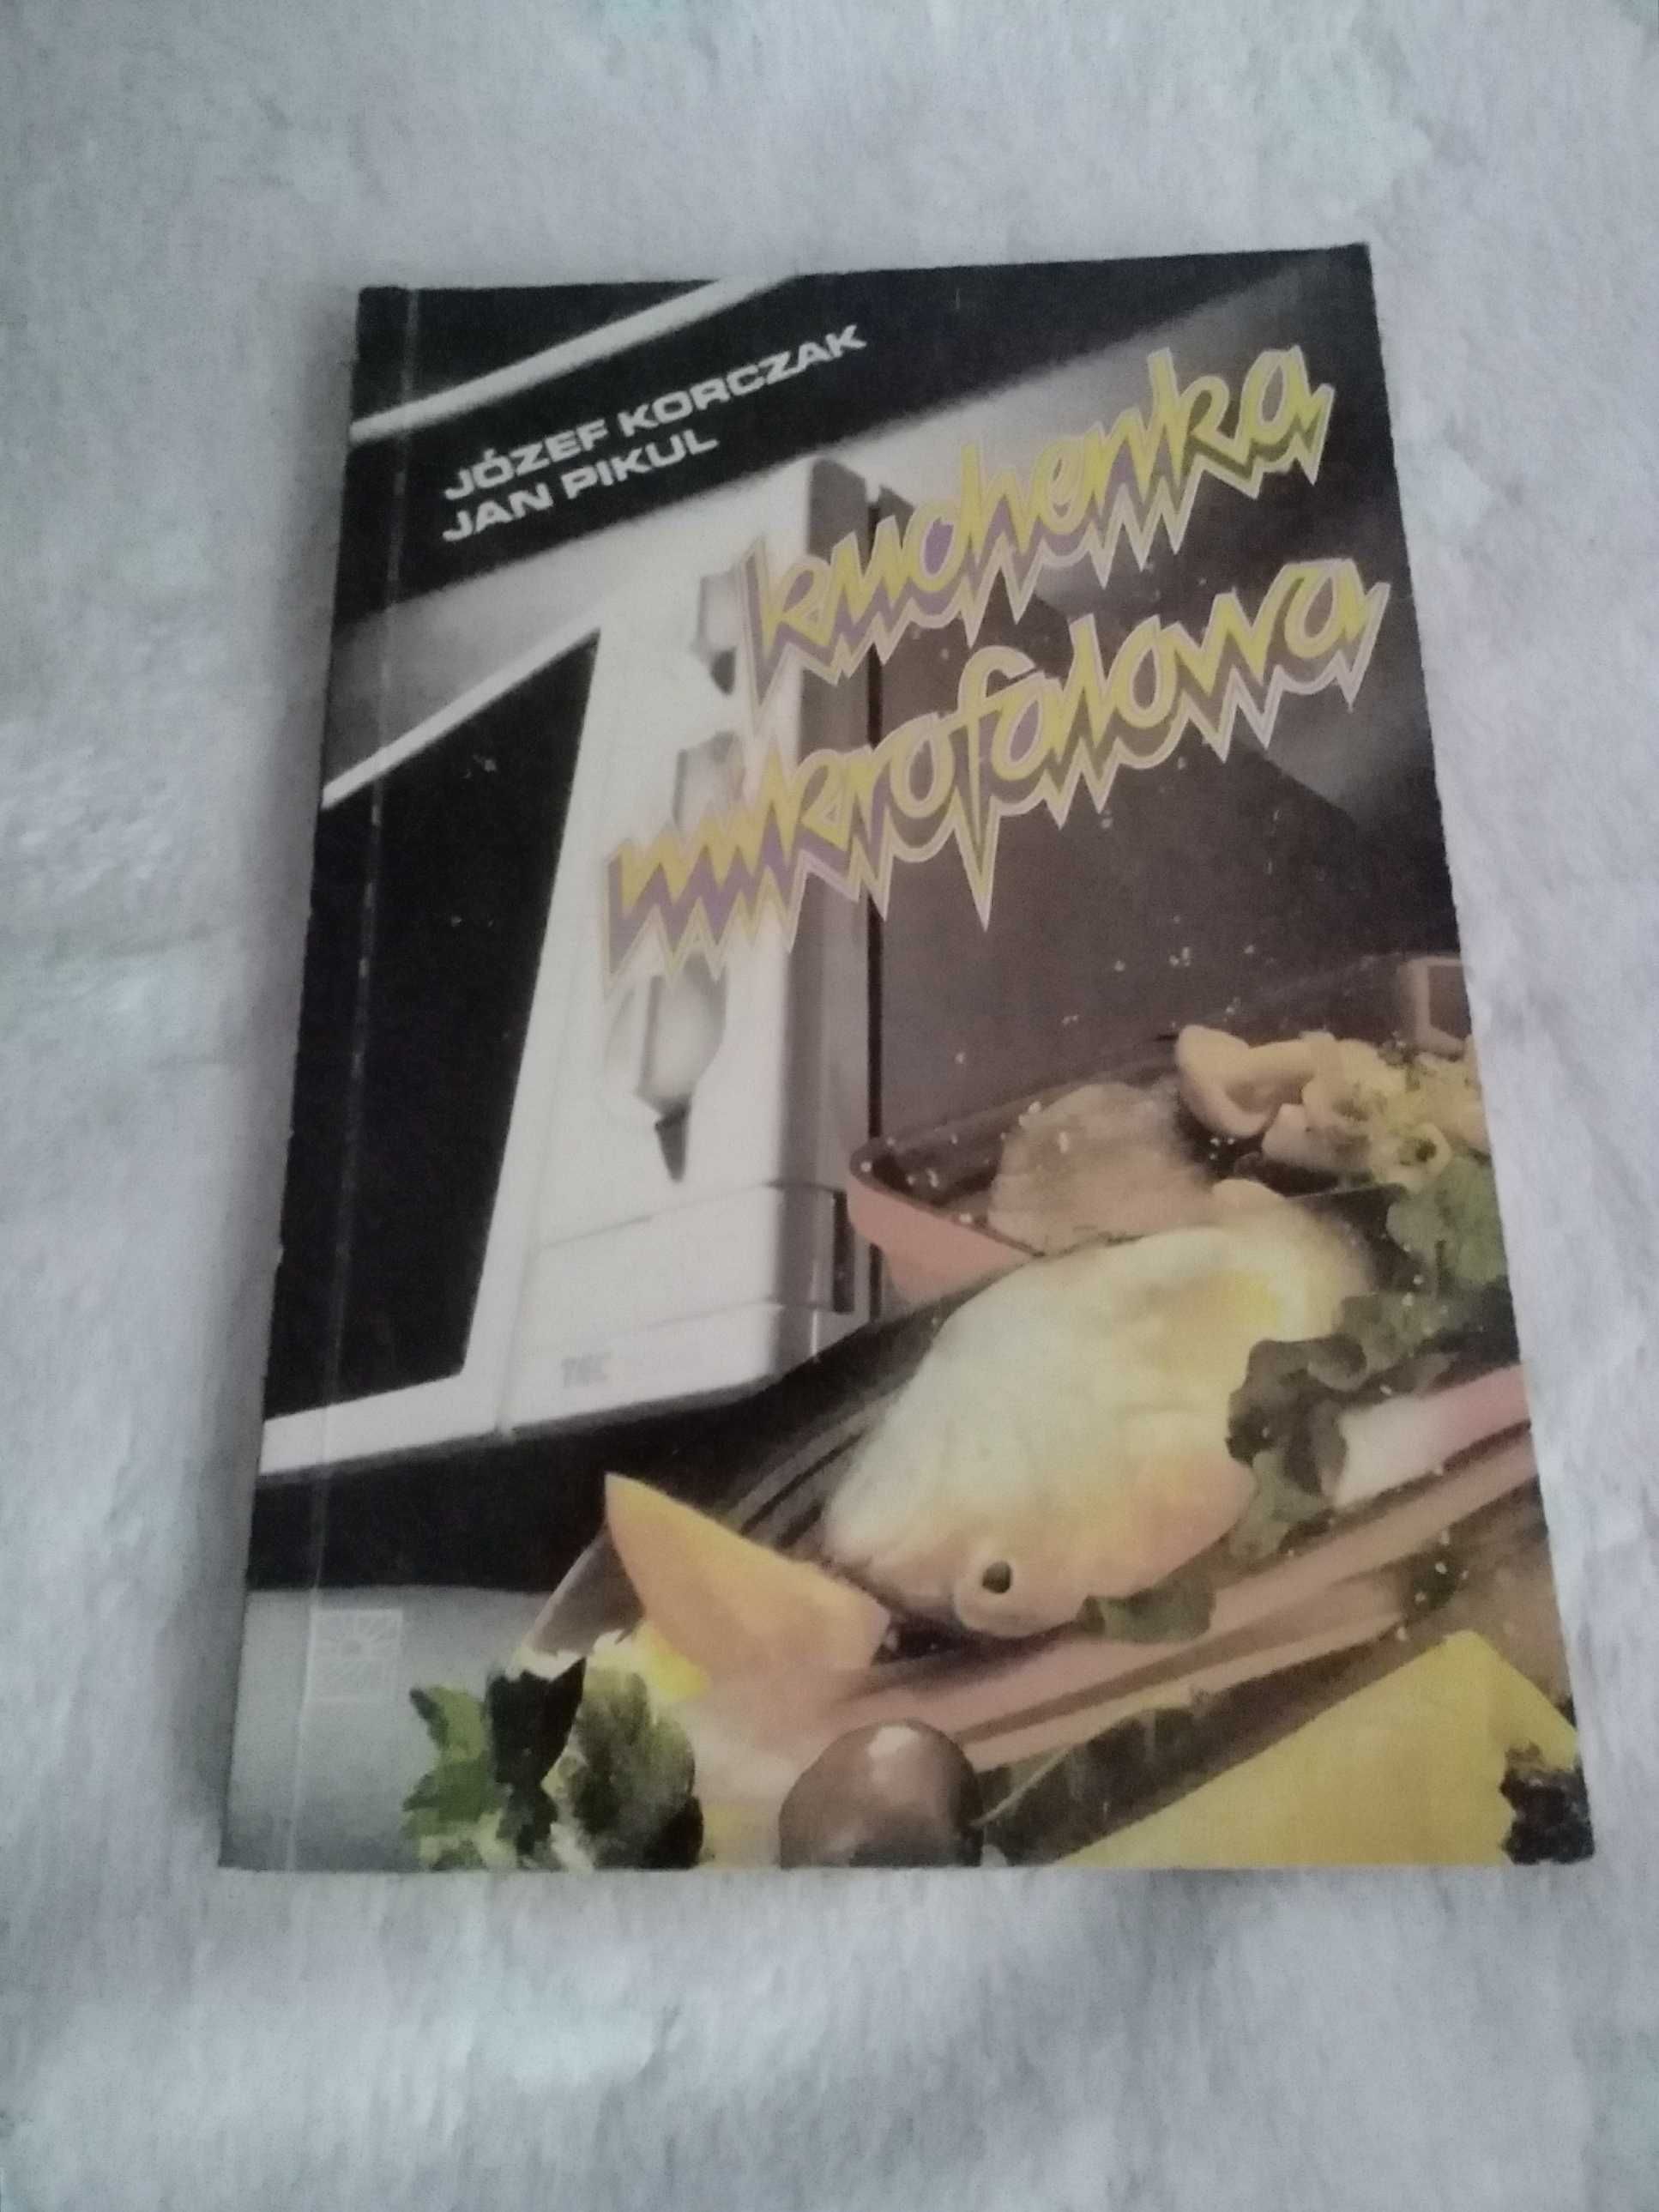 JÓZEF KORCZAK
JAN PIKUL
kuchenka
mikrofalowa